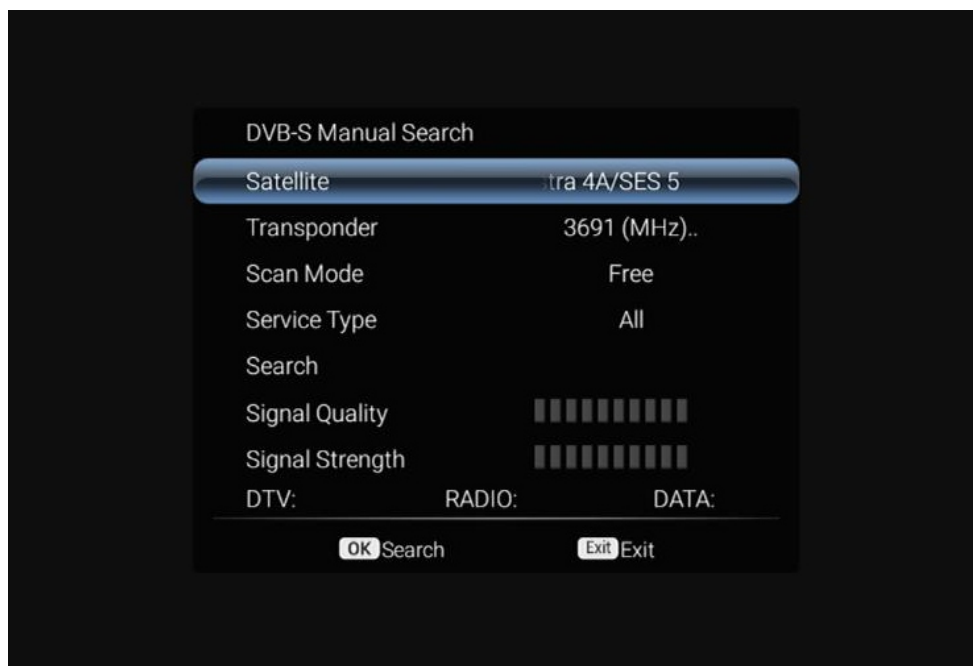 DVB-S Manual Search
Satellite tra 4A/SES 5
Transponder 3691 (MHz)..
Scan Mode Free
Service Type All
Search
Signal Quality
Signal Strength
DTV: RADIO: DATA:
OK Search Exit Exit